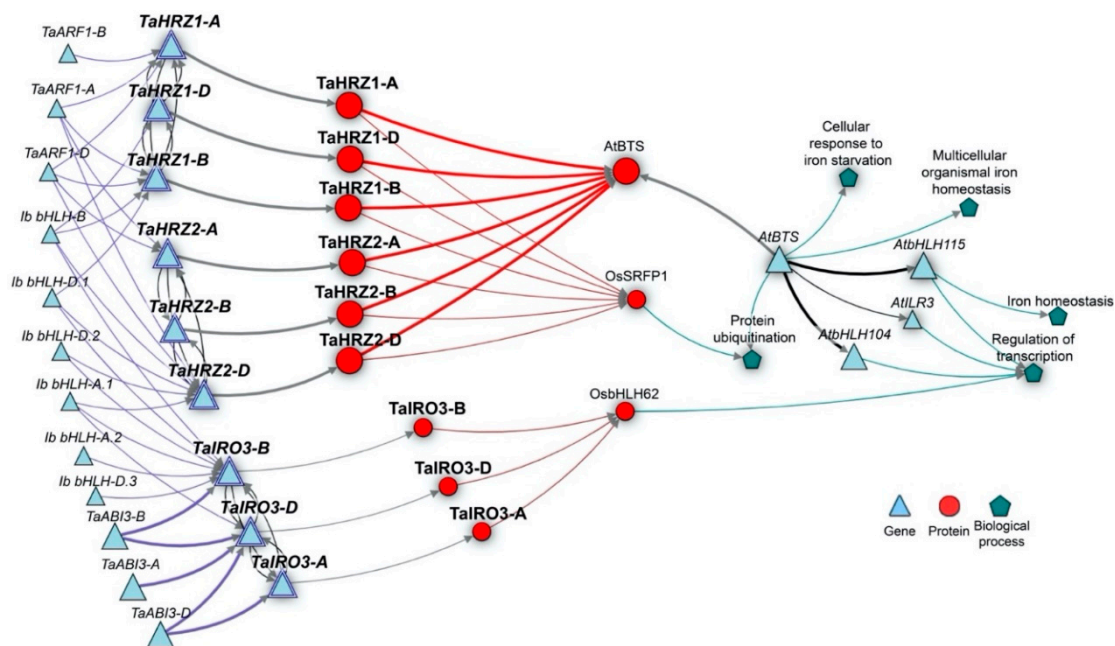 TaARF1-B
TaARF1-A
TaARF1-D
Ib bHLH-B
Ib bHLH-D.1
Ib bHLH-D.2
Ib bHLH-A.1
Ib bHLH-A.2
Ib bHLH-D.3
TaABI3-B
TaABI3-A
TaABI3-D
TaHRZ1-A
TaHRZ1-D
TaHRZ1-B
TaHRZ2-A
TaHRZ2-B
TaHRZ2-D
TaIRO3-B
TaIRO3-D
TaIRO3-A
TaHRZ1-A
TaHRZ1-D
TaHRZ1-B
TaHRZ2-A
TaHRZ2-B
TaHRZ2-D
TaIRO3-B
TaIRO3-D
TaIRO3-A
AtBTS
OsSRFP1
OsbHLH62
Cellular
response to
iron starvation
Multicellular
organismal iron
homeostasis
AtBTS
AtbHLH115
AtILR3
AtbHLH104
Protein
ubiquitination
Iron homeostasis
Regulation of
transcription
Gene
Protein
Biological
process